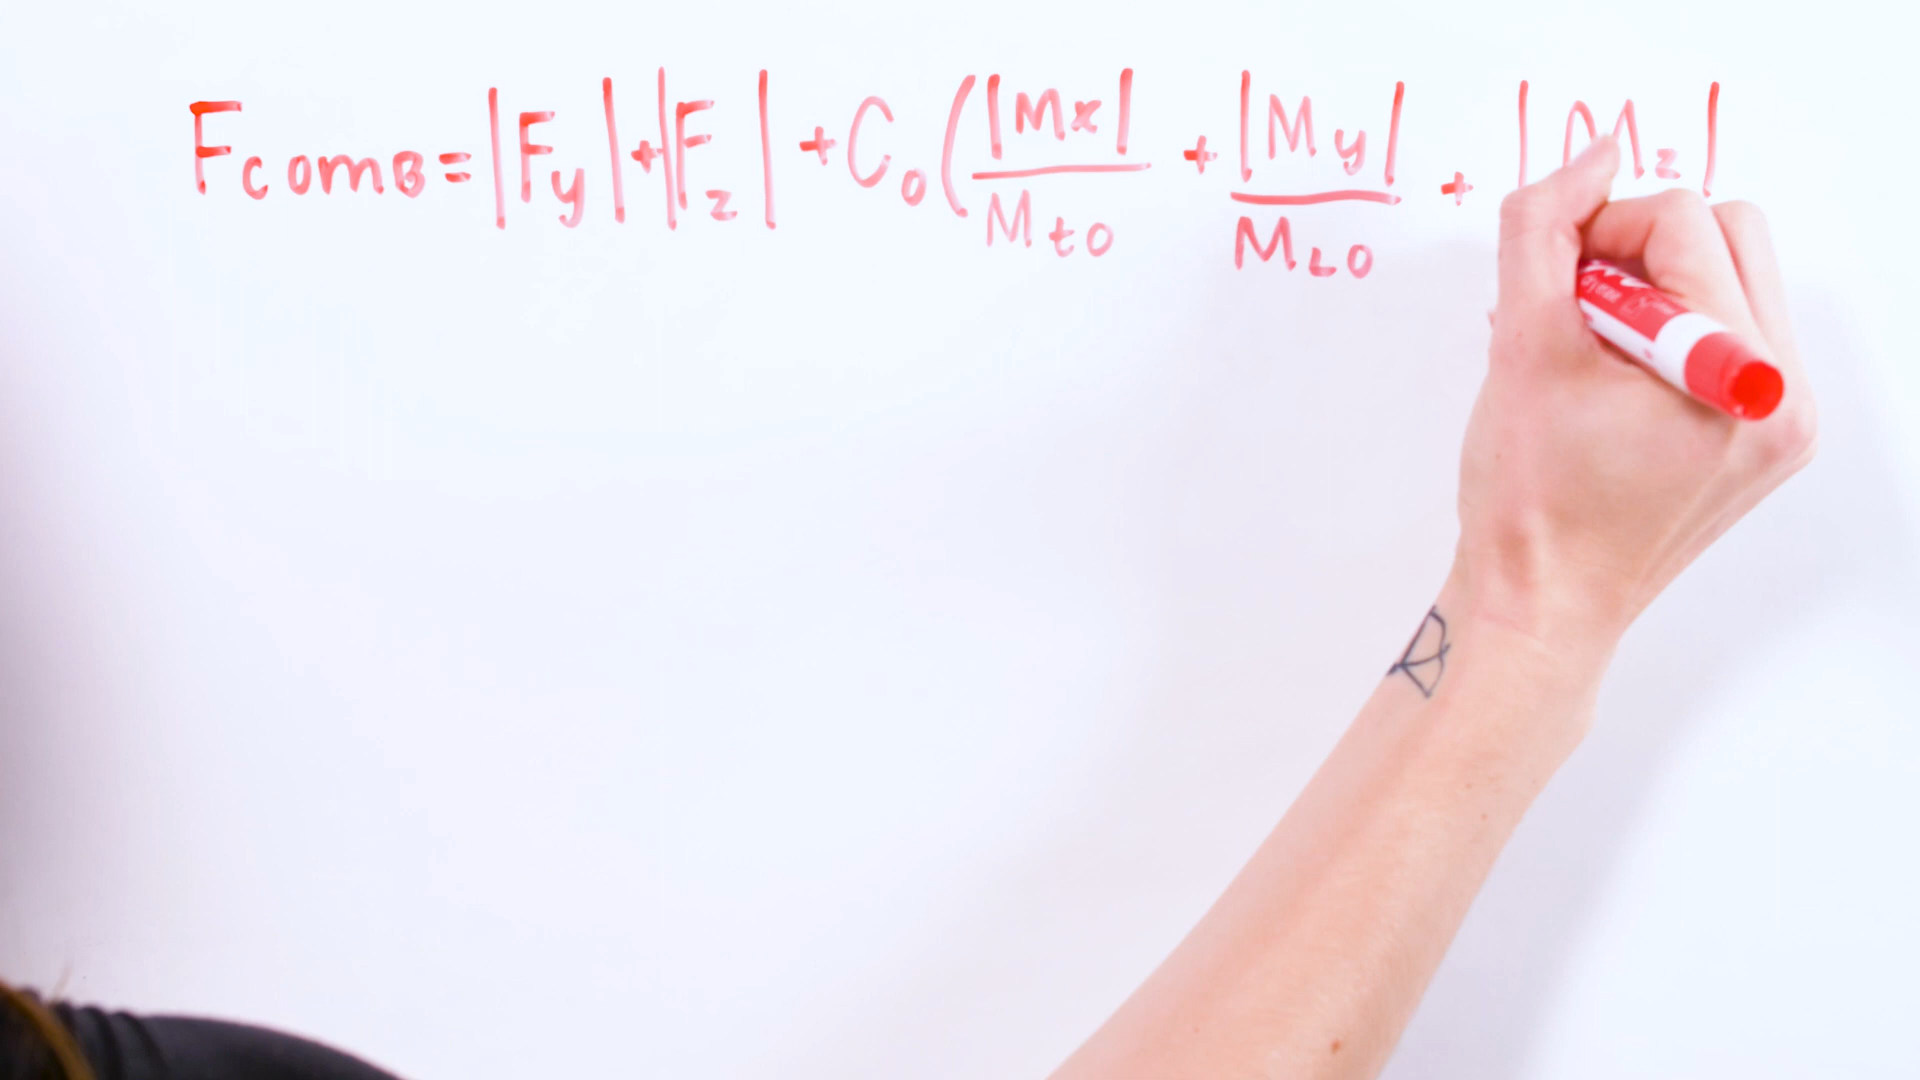 Fcomb = |Fy| + |Fz| + C0 ( |Mx| / Mt0 + |My| / ML0 + |Mz|